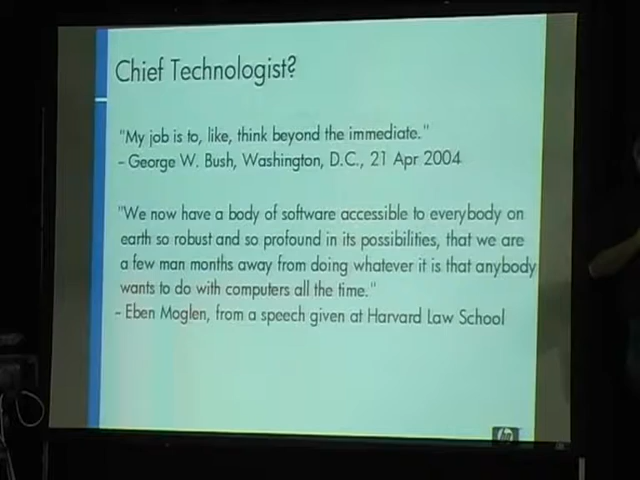 Chief Technologist?
"My job is to, like, think beyond the immediate."
– George W. Bush, Washington, D.C., 21 Apr 2004
"We now have a body of software accessible to everybody on
earth so robust and so profound in its possibilities, that we are
a few man months away from doing whatever it is that anybody
wants to do with computers all the time."
– Eben Moglen, from a speech given at Harvard Law School
hp